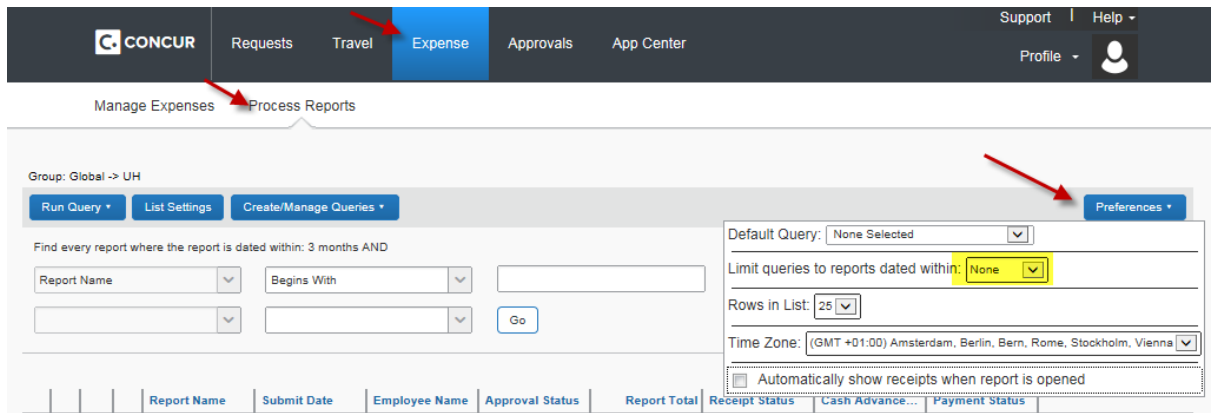 Support | Help
C. CONCUR Requests Travel Expense Approvals App Center
Profile
Manage Expenses Process Reports
Group: Global -> UH
Run Query List Settings Create/Manage Queries Preferences
Find every report where the report is dated within: 3 months AND
Default Query: None Selected
Limit queries to reports dated within: None
Report Name Begins With
Rows in List: 25
Go
Time Zone: (GMT +01:00) Amsterdam, Berlin, Bern, Rome, Stockholm, Vienna
Automatically show receipts when report is opened
Report Name Submit Date Employee Name Approval Status Report Total Receipt Status Cash Advance... Payment Status